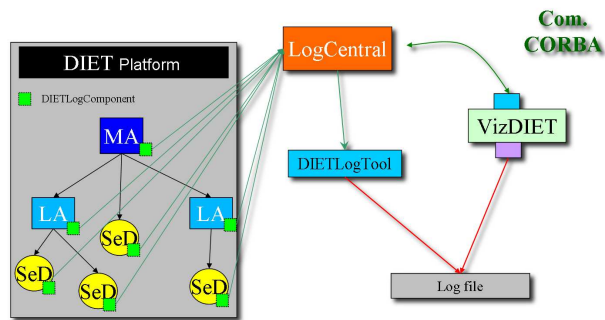 Com.
CORBA
LogCentral
DIET Platform
DIETLogComponent
MA
VizDIET
DIETLogTool
LA
LA
SeD
SeD
SeD
SeD
Log file